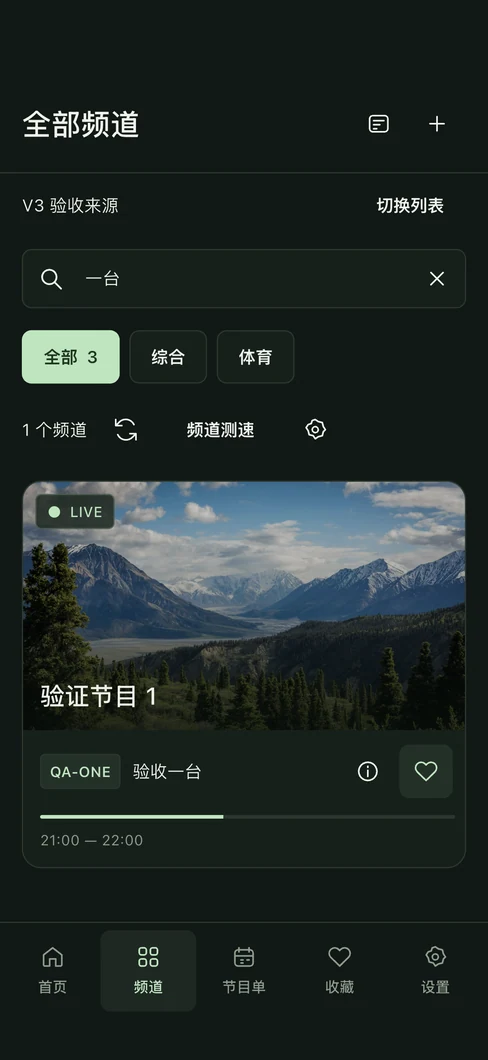 全部频道
V3 验收来源 切换列表
一台
全部 3 综合 体育
1 个频道 频道测速
LIVE
验证节目 1
QA-ONE 验收一台
21:00 — 22:00
首页 频道 节目单 收藏 设置